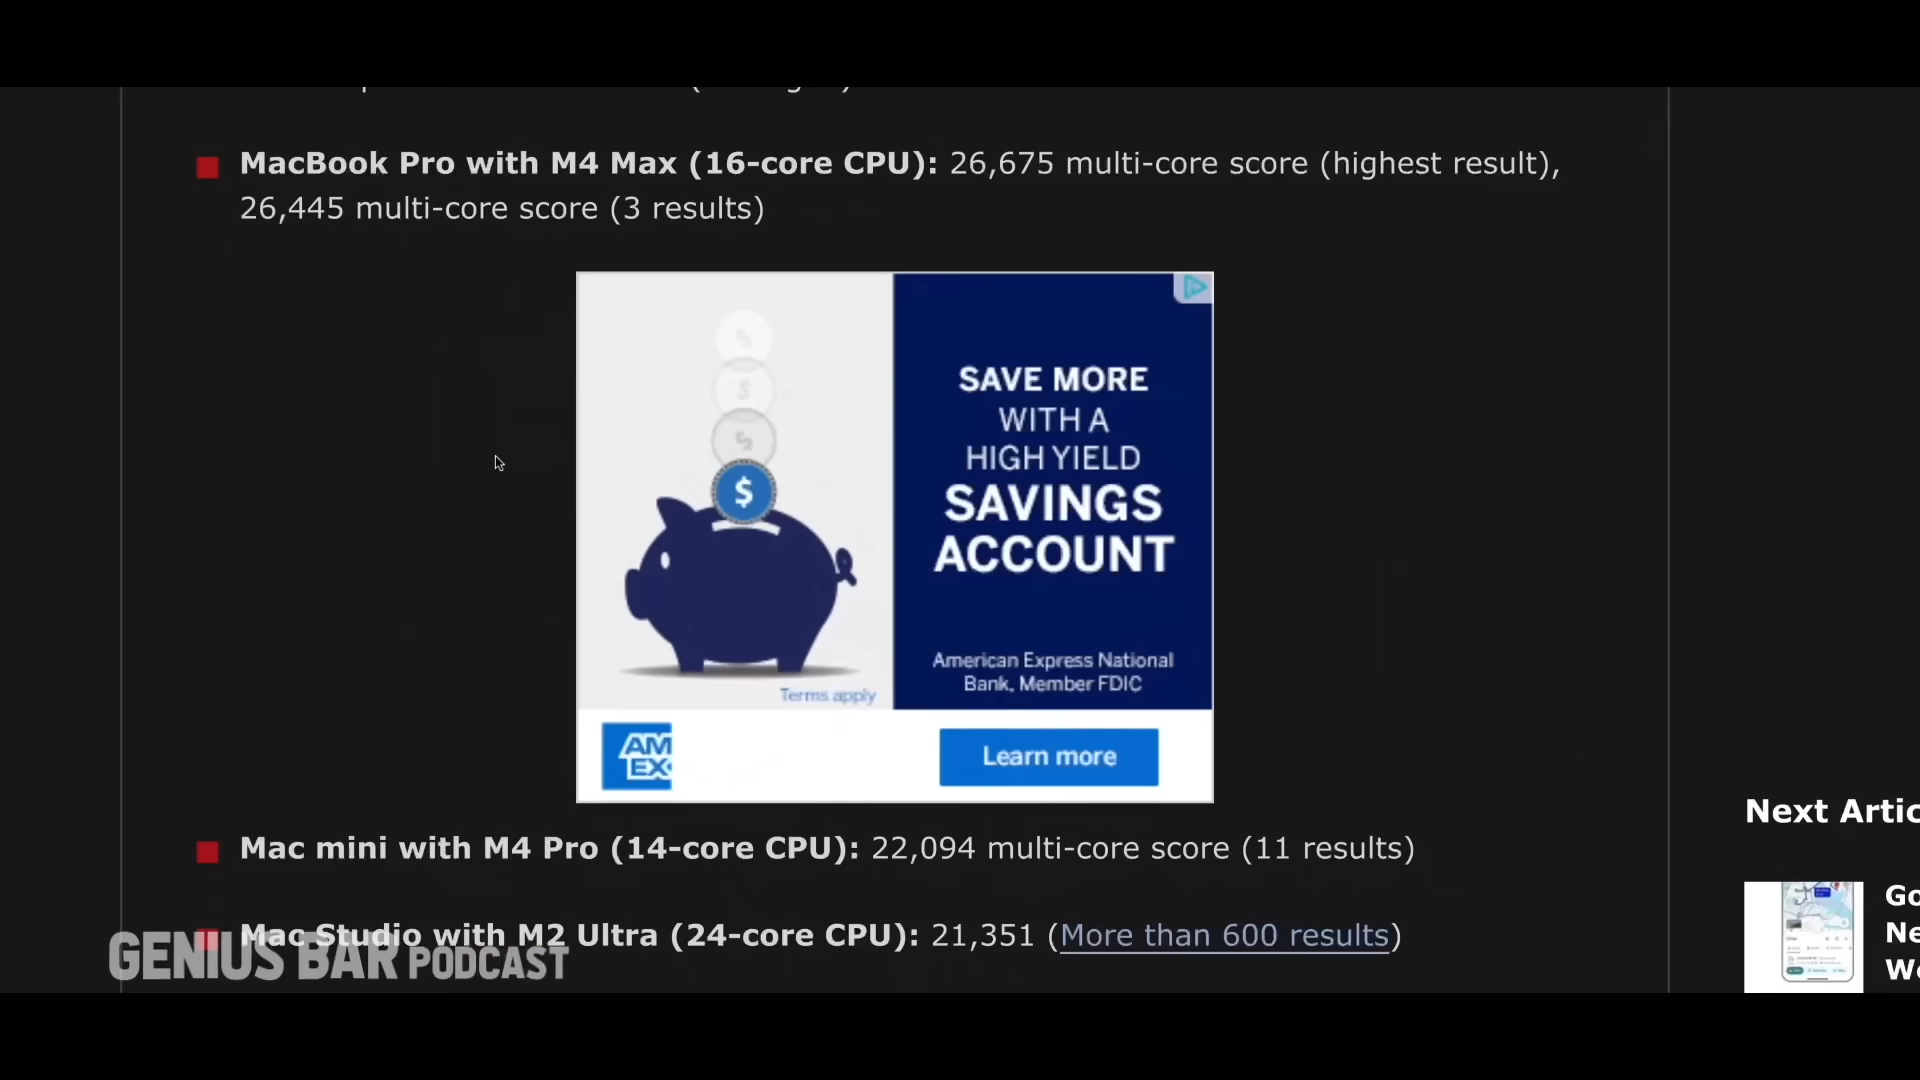 MacBook Pro with M4 Max (16-core CPU): 26,675 multi-core score (highest result),
26,445 multi-core score (3 results)
SAVE MORE
WITH A
HIGH YIELD
SAVINGS
ACCOUNT
American Express National
Bank, Member FDIC
Terms apply
AM
EX
Learn more
Mac mini with M4 Pro (14-core CPU): 22,094 multi-core score (11 results)
Mac Studio with M2 Ultra (24-core CPU): 21,351 (More than 600 results)
GENIUS BAR PODCAST
Next Artic
Go
Ne
We